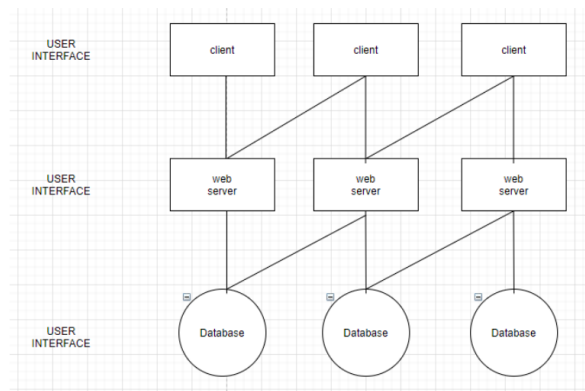 USER
INTERFACE
client
client
client
USER
INTERFACE
web
server
web
server
web
server
USER
INTERFACE
Database
Database
Database